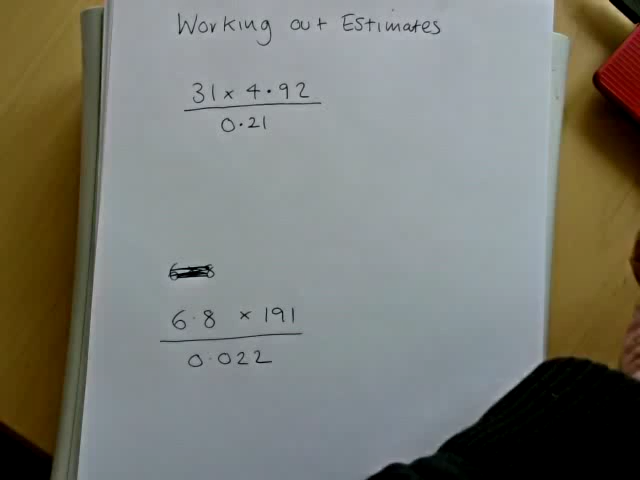 Working out Estimates
31 × 4.92
0.21
6.8 × 191
0.022